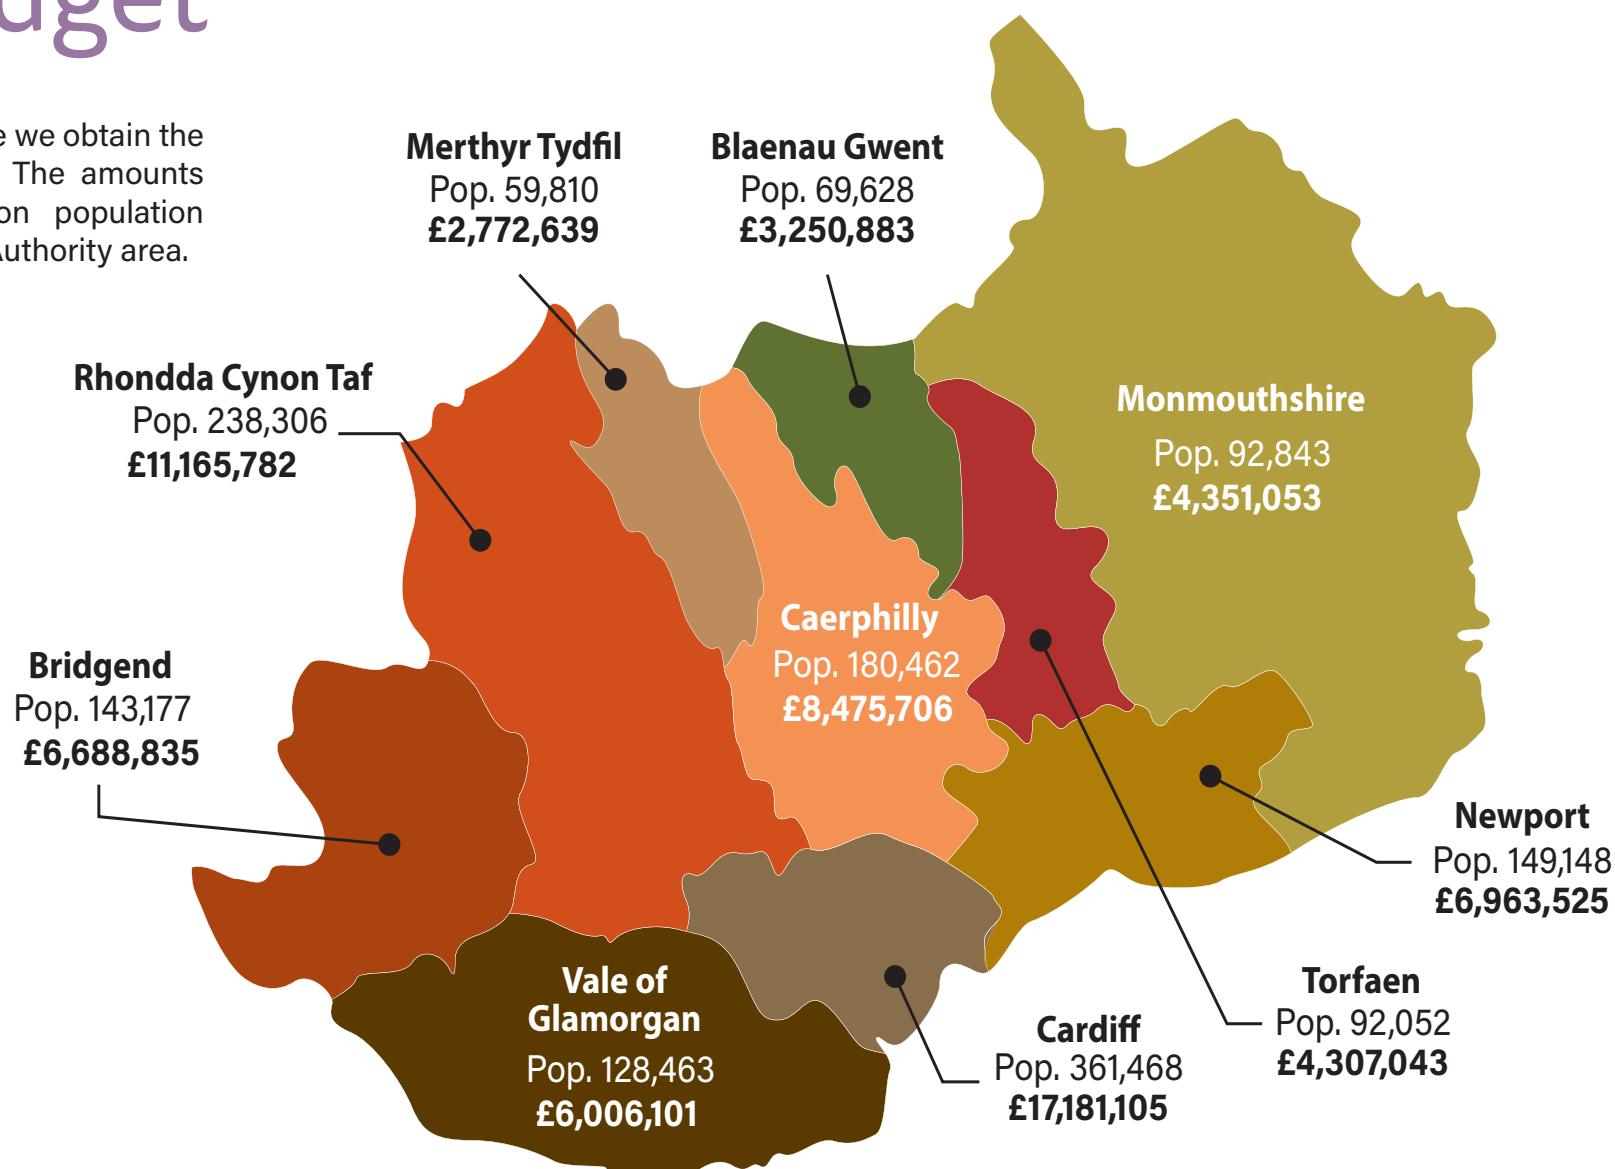 e we obtain the
The amounts
on population
Authority area.
Merthyr Tydfil
Pop. 59,810
£2,772,639
Blaenau Gwent
Pop. 69,628
£3,250,883
Rhondda Cynon Taf
Pop. 238,306
£11,165,782
Monmouthshire
Pop. 92,843
£4,351,053
Caerphilly
Pop. 180,462
£8,475,706
Bridgend
Pop. 143,177
£6,688,835
Newport
Pop. 149,148
£6,963,525
Torfaen
Pop. 92,052
£4,307,043
Vale of
Glamorgan
Pop. 128,463
£6,006,101
Cardiff
Pop. 361,468
£17,181,105